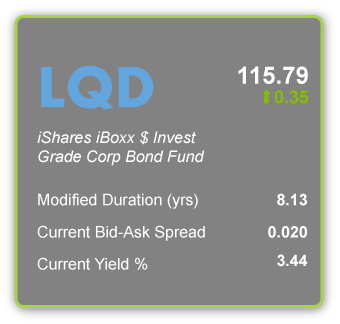 LQD
115.79
0.35
iShares iBoxx $ Invest
Grade Corp Bond Fund
Modified Duration (yrs) 8.13
Current Bid-Ask Spread 0.020
Current Yield % 3.44